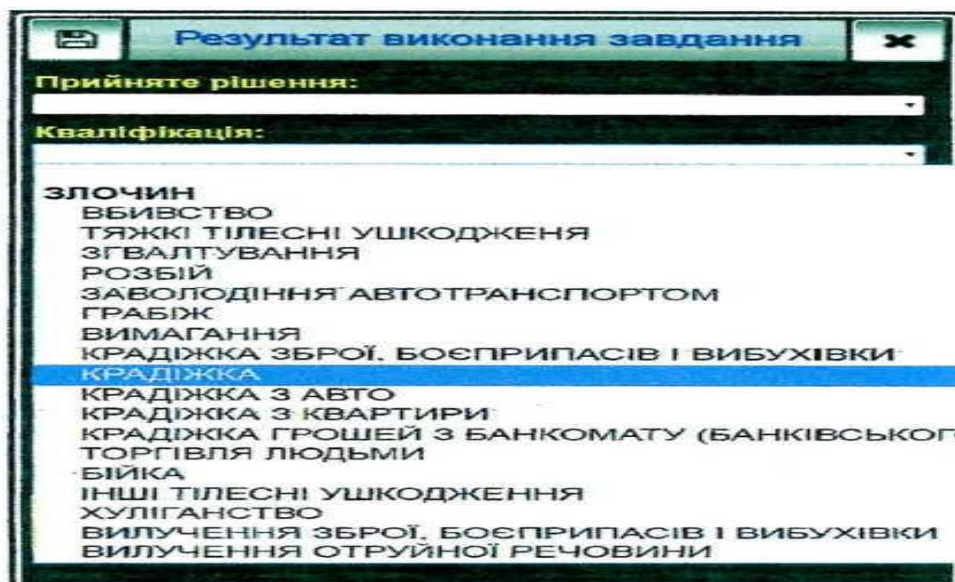 Результат виконання завдання
Прийняте рішення:
Кваліфікація:
ЗЛОЧИН
ВБИВСТВО
ТЯЖКІ ТІЛЕСНІ УШКОДЖЕНЯ
ЗГВАЛТУВАННЯ
РОЗБІЙ
ЗАВОЛОДІННЯ АВТОТРАНСПОРТОМ
ГРАБІЖ
ВИМАГАННЯ
КРАДІЖКА ЗБРОЇ, БОЄПРИПАСІВ І ВИБУХІВКИ
КРАДІЖКА
КРАДІЖКА З АВТО
КРАДІЖКА З КВАРТИРИ
КРАДІЖКА ГРОШЕЙ З БАНКОМАТУ (БАНКІВСЬКОГ
ТОРГІВЛЯ ЛЮДЬМИ
БІЙКА
ІНШІ ТІЛЕСНІ УШКОДЖЕННЯ
ХУЛІГАНСТВО
ВИЛУЧЕННЯ ЗБРОЇ, БОЄПРИПАСІВ І ВИБУХІВКИ
ВИЛУЧЕННЯ ОТРУЙНОЇ РЕЧОВИНИ